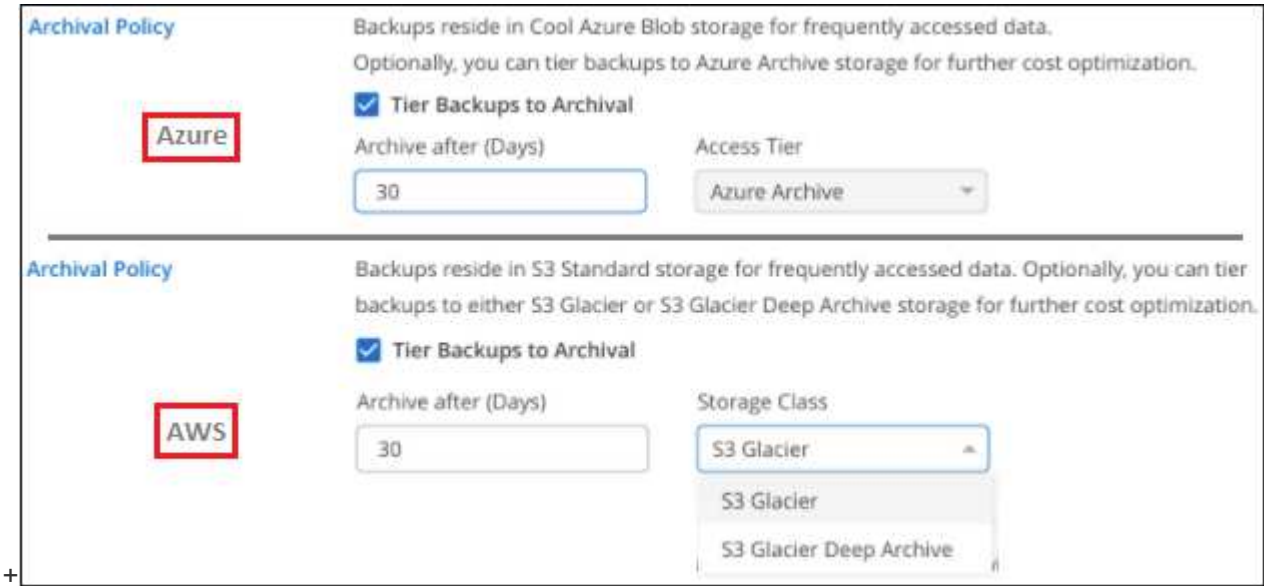 Archival Policy
Backups reside in Cool Azure Blob storage for frequently accessed data.
Optionally, you can tier backups to Azure Archive storage for further cost optimization.
Tier Backups to Archival
Azure
Archive after (Days)
Access Tier
30
Azure Archive
Archival Policy
Backups reside in S3 Standard storage for frequently accessed data. Optionally, you can tier
backups to either S3 Glacier or S3 Glacier Deep Archive storage for further cost optimization.
Tier Backups to Archival
AWS
Archive after (Days)
Storage Class
30
S3 Glacier
S3 Glacier
S3 Glacier Deep Archive
+